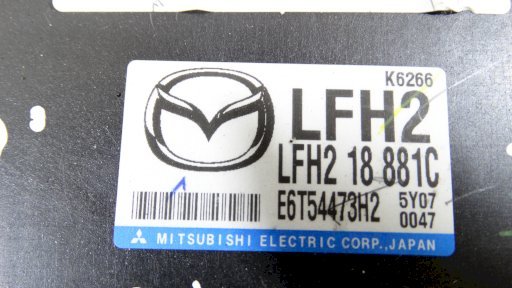 K6266
LFH2
LFH2 18 881C
E6T54473H2 5Y07
0047
MITSUBISHI ELECTRIC CORP., JAPAN